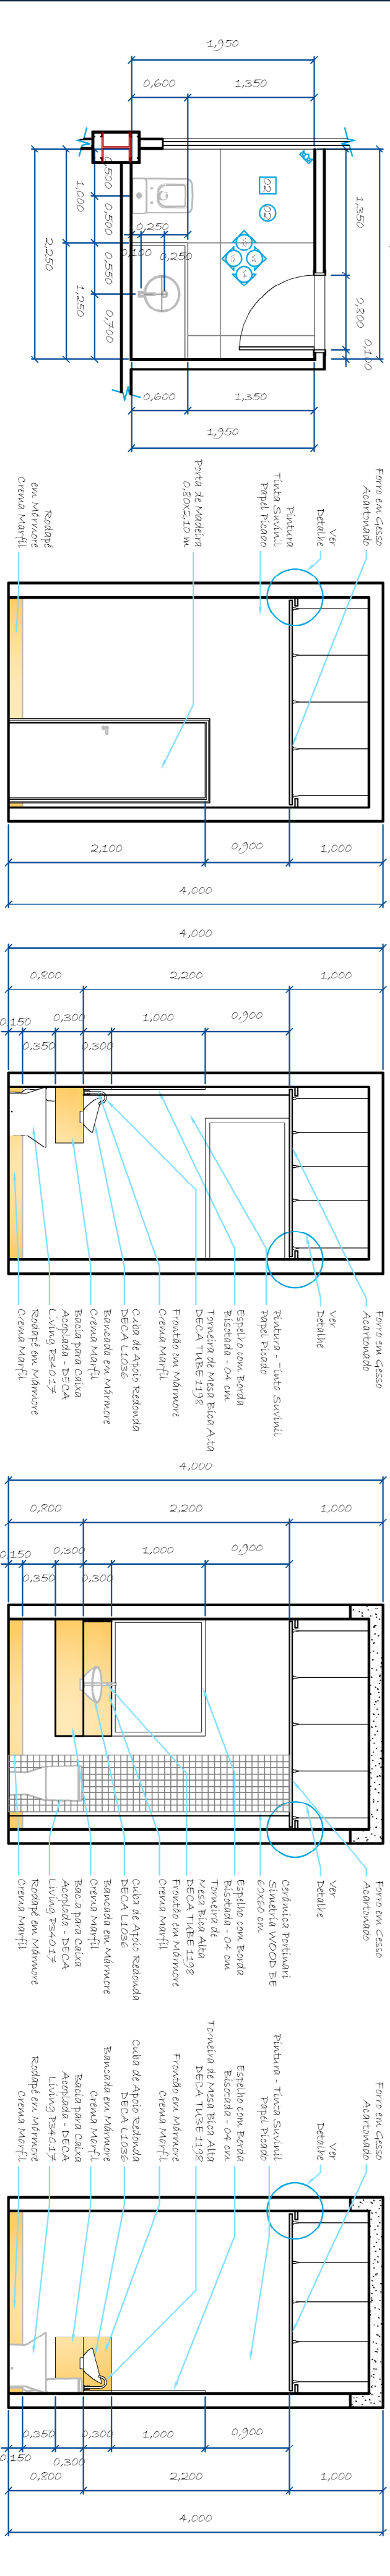 1,950
0,600
1,350
0,500
1,000
0,500
0,250
2,250
0,100
0,250
0,550
1,250
0,700
02
02
1,350
0,800
0,100
0,600
1,350
1,950
Forro em Gesso
Acartonado
Ver
Detalhe
Pintura
Tinta Suvinil
Papel Picado
Porta de Madeira
0,80x2,10 m
Rodapé
em Mármore
Crema Marfil
2,100
0,900
1,000
4,000
4,000
0,800
2,200
1,000
0,150
0,350
0,300
0,300
1,000
0,900
Forro em Gesso
Acartonado
Ver
Detalhe
Pintura - Tinta Suvinil
Papel Picado
Espelho com Borda
Bisotada - 04 cm
Torneira de Mesa Bica Alta
DECA TUBE 1198
Frontão em Mármore
Crema Marfil
Cuba de Apoio Redonda
DECA L1036
Bancada em Mármore
Crema Marfil
Bacia para Caixa
Acoplada - DECA
Living P340.17
Rodapé em Mármore
Crema Marfil
4,000
0,800
2,200
1,000
0,150
0,350
0,300
0,300
1,000
0,900
Forro em Gesso
Acartonado
Ver
Detalhe
Cerâmica Portinari
Simetria WOOD BE
60x60 cm
Espelho com Borda
Bisotada - 04 cm
Torneira de
Mesa Bica Alta
DECA TUBE 1198
Frontão em Mármore
Crema Marfil
Cuba de Apoio Redonda
DECA L1036
Bancada em Mármore
Crema Marfil
Bacia para Caixa
Acoplada - DECA
Living P340.17
Rodapé em Mármore
Crema Marfil
Forro em Gesso
Acartonado
Ver
Detalhe
Pintura - Tinta Suvinil
Papel Picado
Espelho com Borda
Bisotada - 04 cm
Torneira de Mesa Bica Alta
DECA TUBE 1198
Frontão em Mármore
Crema Marfil
Cuba de Apoio Redonda
DECA L1036
Bancada em Mármore
Crema Marfil
Bacia para Caixa
Acoplada - DECA
Living P340.17
Rodapé em Mármore
Crema Marfil
0,150
0,350
0,300
0,300
1,000
0,900
0,800
2,200
1,000
4,000